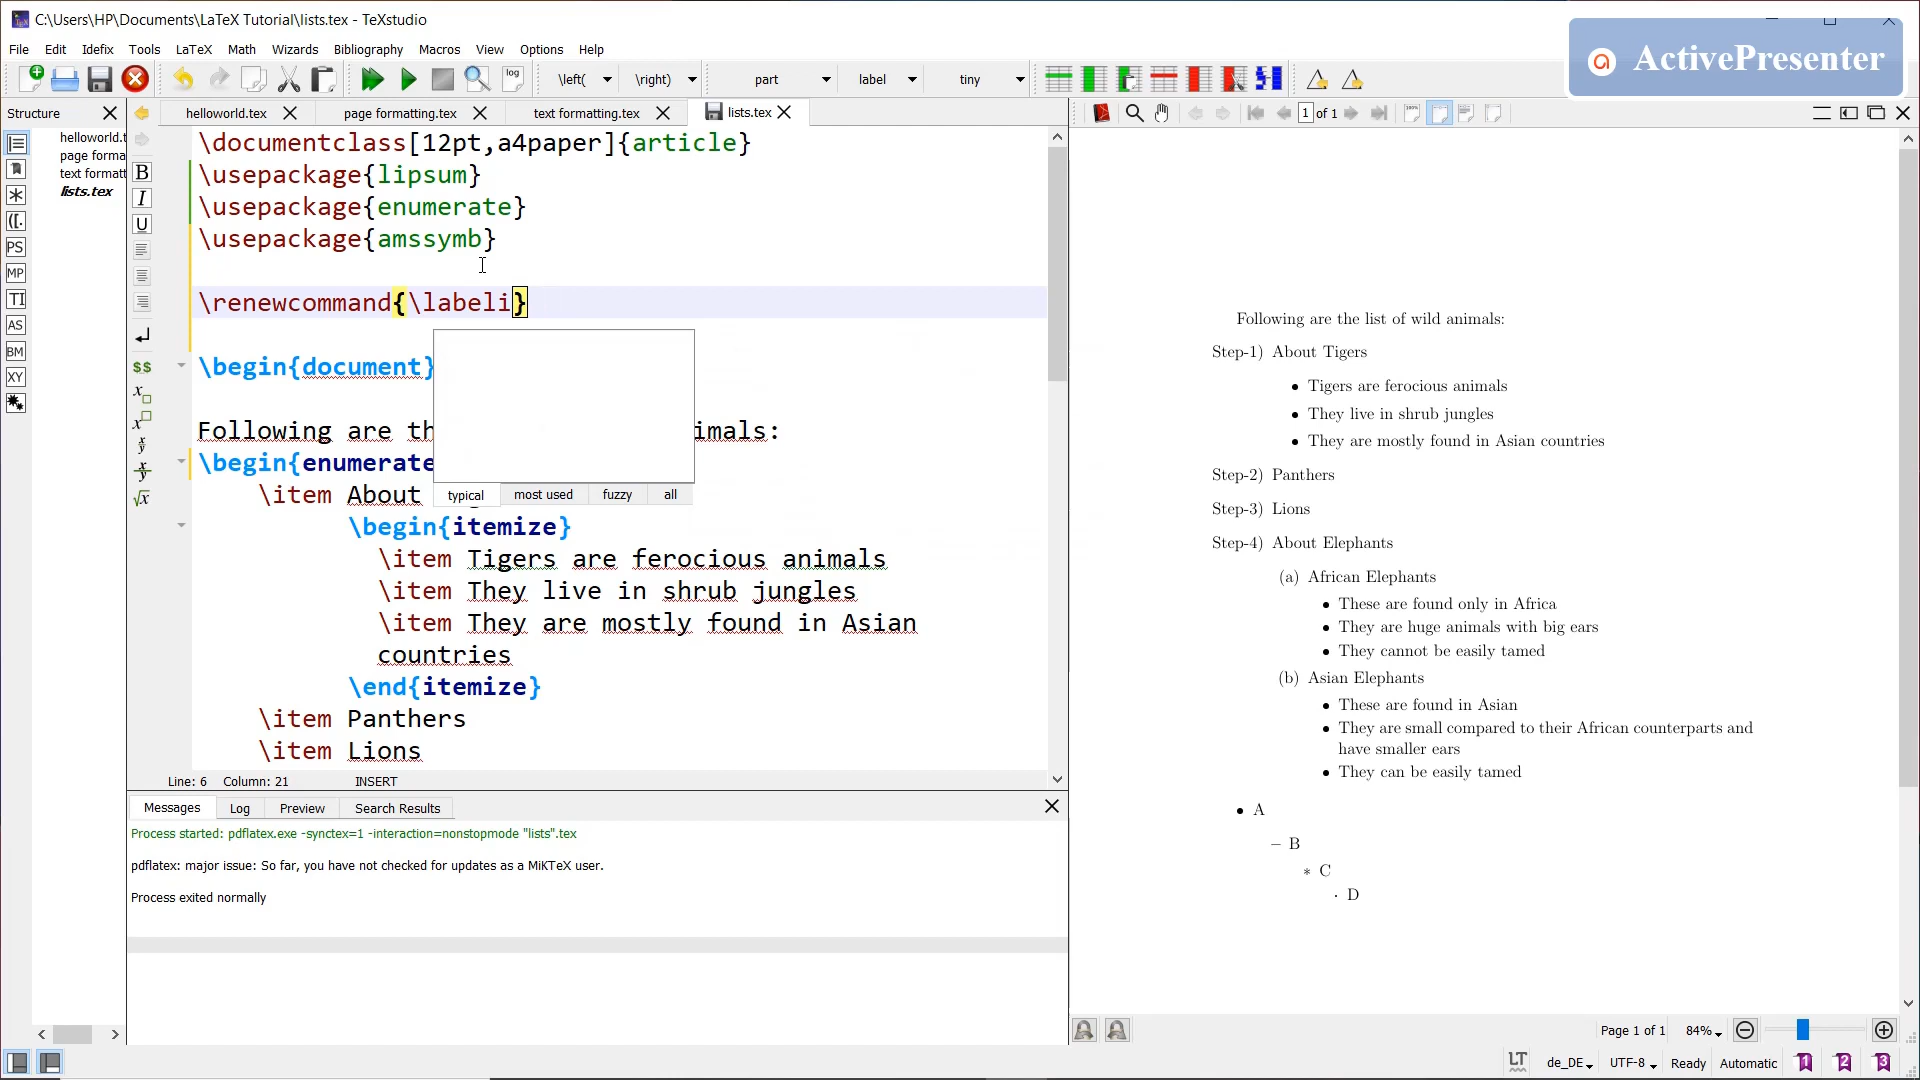 C:\Users\HP\Documents\LaTeX Tutorial\lists.tex - TeXstudio
File Edit Idefix Tools LaTeX Math Wizards Bibliography Macros View Options Help
ActivePresenter
log \left( \right) part label tiny
Structure
helloworld.tex page formatting.tex text formatting.tex lists.tex
1 of 1
helloworld.t
page forma
text formatt
lists.tex
B
I
U
PS
MP
TI
AS
BM
XY
$$
\documentclass[12pt,a4paper]{article}
\usepackage{lipsum}
\usepackage{enumerate}
\usepackage{amssymb}
\renewcommand{\labeli}
\begin{document}
Following are th imals:
\begin{enumerate
\item About
typical most used fuzzy all
\begin{itemize}
\item Tigers are ferocious animals
\item They live in shrub jungles
\item They are mostly found in Asian
countries
\end{itemize}
\item Panthers
\item Lions
Line: 6 Column: 21 INSERT
Messages Log Preview Search Results
Process started: pdflatex.exe -synctex=1 -interaction=nonstopmode "lists".tex
pdflatex: major issue: So far, you have not checked for updates as a MiKTeX user.
Process exited normally
Following are the list of wild animals:
Step-1) About Tigers
• Tigers are ferocious animals
• They live in shrub jungles
• They are mostly found in Asian countries
Step-2) Panthers
Step-3) Lions
Step-4) About Elephants
(a) African Elephants
• These are found only in Africa
• They are huge animals with big ears
• They cannot be easily tamed
(b) Asian Elephants
• These are found in Asian
• They are small compared to their African counterparts and
have smaller ears
• They can be easily tamed
• A
– B
∗ C
· D
Page 1 of 1 84%
LT de_DE UTF-8 Ready Automatic 1 2 3